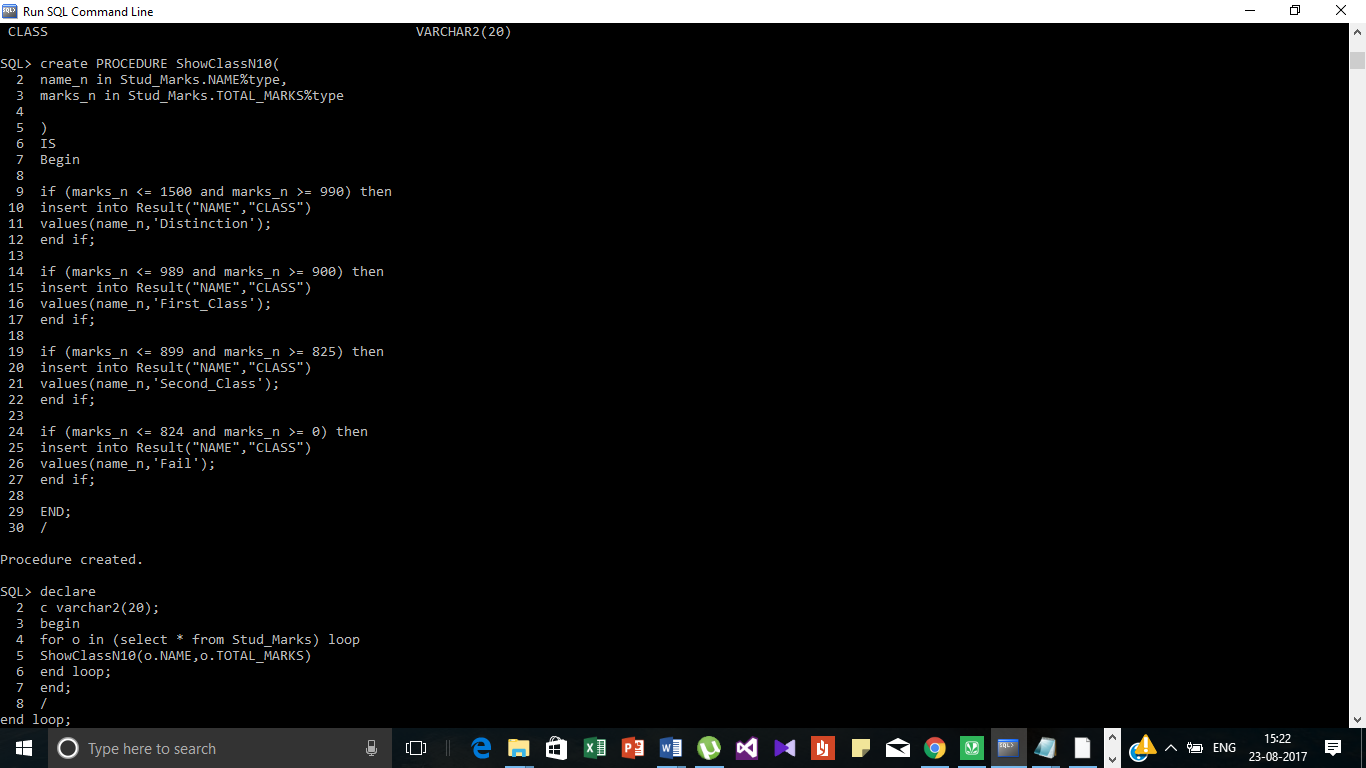 Run SQL Command Line
CLASS VARCHAR2(20)
SQL> create PROCEDURE ShowClassN10(
2 name_n in Stud_Marks.NAME%type,
3 marks_n in Stud_Marks.TOTAL_MARKS%type
4
5 )
6 IS
7 Begin
8
9 if (marks_n <= 1500 and marks_n >= 990) then
10 insert into Result("NAME","CLASS")
11 values(name_n,'Distinction');
12 end if;
13
14 if (marks_n <= 989 and marks_n >= 900) then
15 insert into Result("NAME","CLASS")
16 values(name_n,'First_Class');
17 end if;
18
19 if (marks_n <= 899 and marks_n >= 825) then
20 insert into Result("NAME","CLASS")
21 values(name_n,'Second_Class');
22 end if;
23
24 if (marks_n <= 824 and marks_n >= 0) then
25 insert into Result("NAME","CLASS")
26 values(name_n,'Fail');
27 end if;
28
29 END;
30 /
Procedure created.
SQL> declare
2 c varchar2(20);
3 begin
4 for o in (select * from Stud_Marks) loop
5 ShowClassN10(o.NAME,o.TOTAL_MARKS)
6 end loop;
7 end;
8 /
end loop;
Type here to search
ENG
15:22
23-08-2017